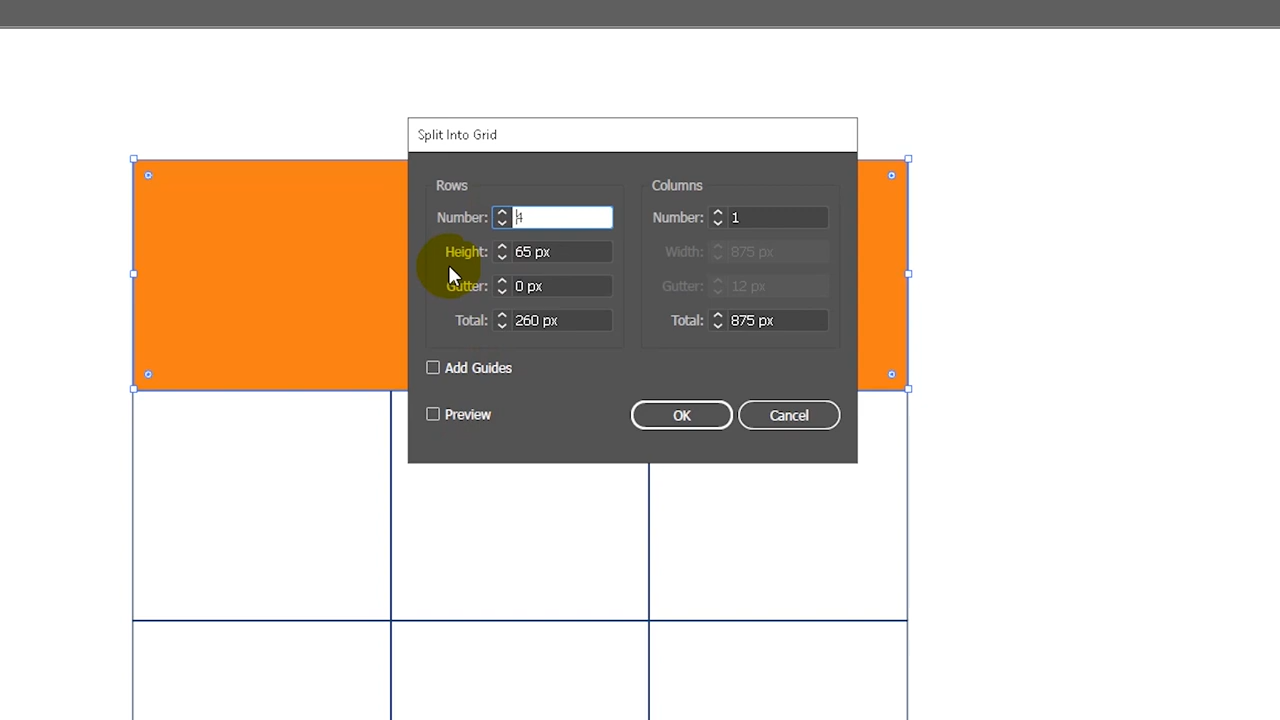 Split Into Grid
Rows
Columns
Number: 4
Number: 1
Height: 65 px
Width: 875 px
Gutter: 0 px
Gutter: 12 px
Total: 260 px
Total: 875 px
Add Guides
Preview
OK
Cancel